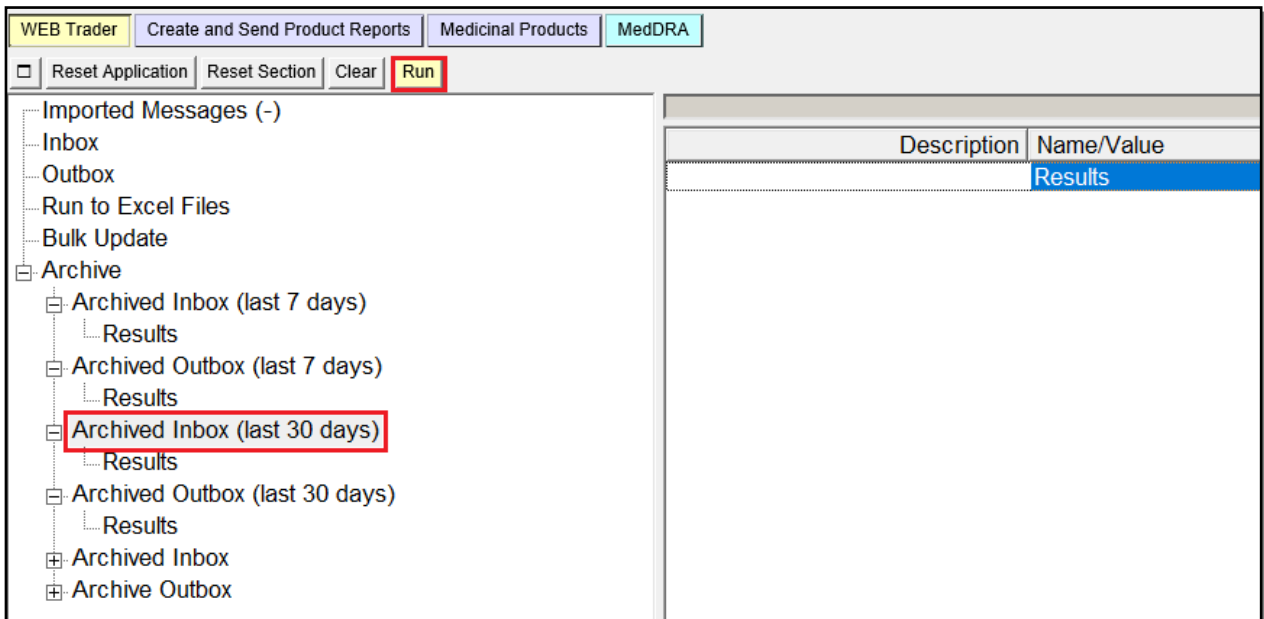 WEB Trader Create and Send Product Reports Medicinal Products MedDRA
Reset Application Reset Section Clear Run
Imported Messages (-)
Inbox
Outbox
Run to Excel Files
Bulk Update
Archive
Archived Inbox (last 7 days)
Results
Archived Outbox (last 7 days)
Results
Archived Inbox (last 30 days)
Results
Archived Outbox (last 30 days)
Results
Archived Inbox
Archive Outbox
Description Name/Value
Results